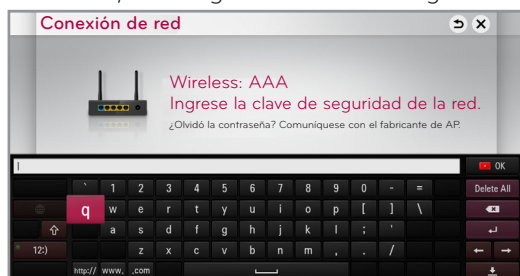 Conexión de red
Wireless: AAA
Ingrese la clave de seguridad de la red.
¿Olvidó la contraseña? Comuníquese con el fabricante de AP.
OK
` 1 2 3 4 5 6 7 8 9 0 - = Delete All
q w e r t y u i o p [ ] \
a s d f g h j k l ; '
12:) z x c v b n m , . /
http:// www. .com